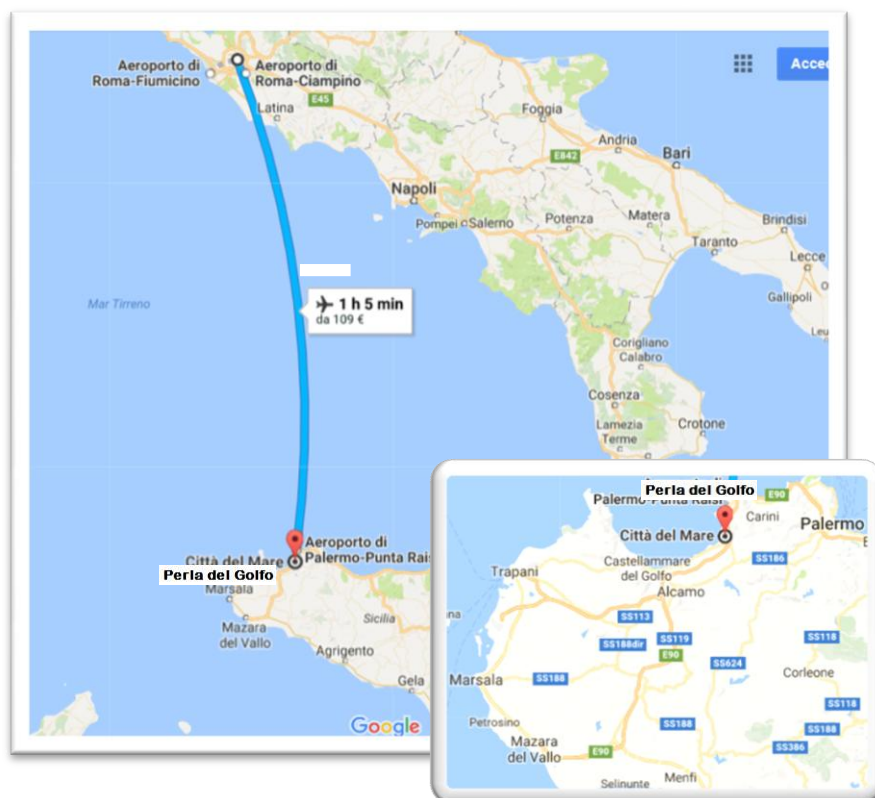 Aeroporto di
Roma-Fiumicino
Aeroporto di
Roma-Ciampino
E45
Latina
Acce
Foggia
Andria
E842
Bari
Napoli
Pompei
Salerno
Potenza
Matera
Brindisi
Taranto
Lecce
Gallipoli
Mar Tirreno
1 h 5 min
da 109 €
Corigliano
Calabro
Cosenza
Crotone
Lamezia
Terme
Aeroporto di
Palermo-Punta Rais
Città del Mare
Perla del Golfo
Marsala
Mazara
del Vallo
Sicilia
Agrigento
Gela
Google
Perla del Golfo
Palermo-Punta Raisi
E90
Carini
Palermo
Città del Mare
Castellammare
del Golfo
SS186
Trapani
Alcamo
SS113
SS119
SS188dir
E90
SS118
SS624
Corleone
Marsala
SS188
SS118
Petrosino
SS188
SS188
Mazara
del Vallo
E90
SS386
Selinunte
Menfi